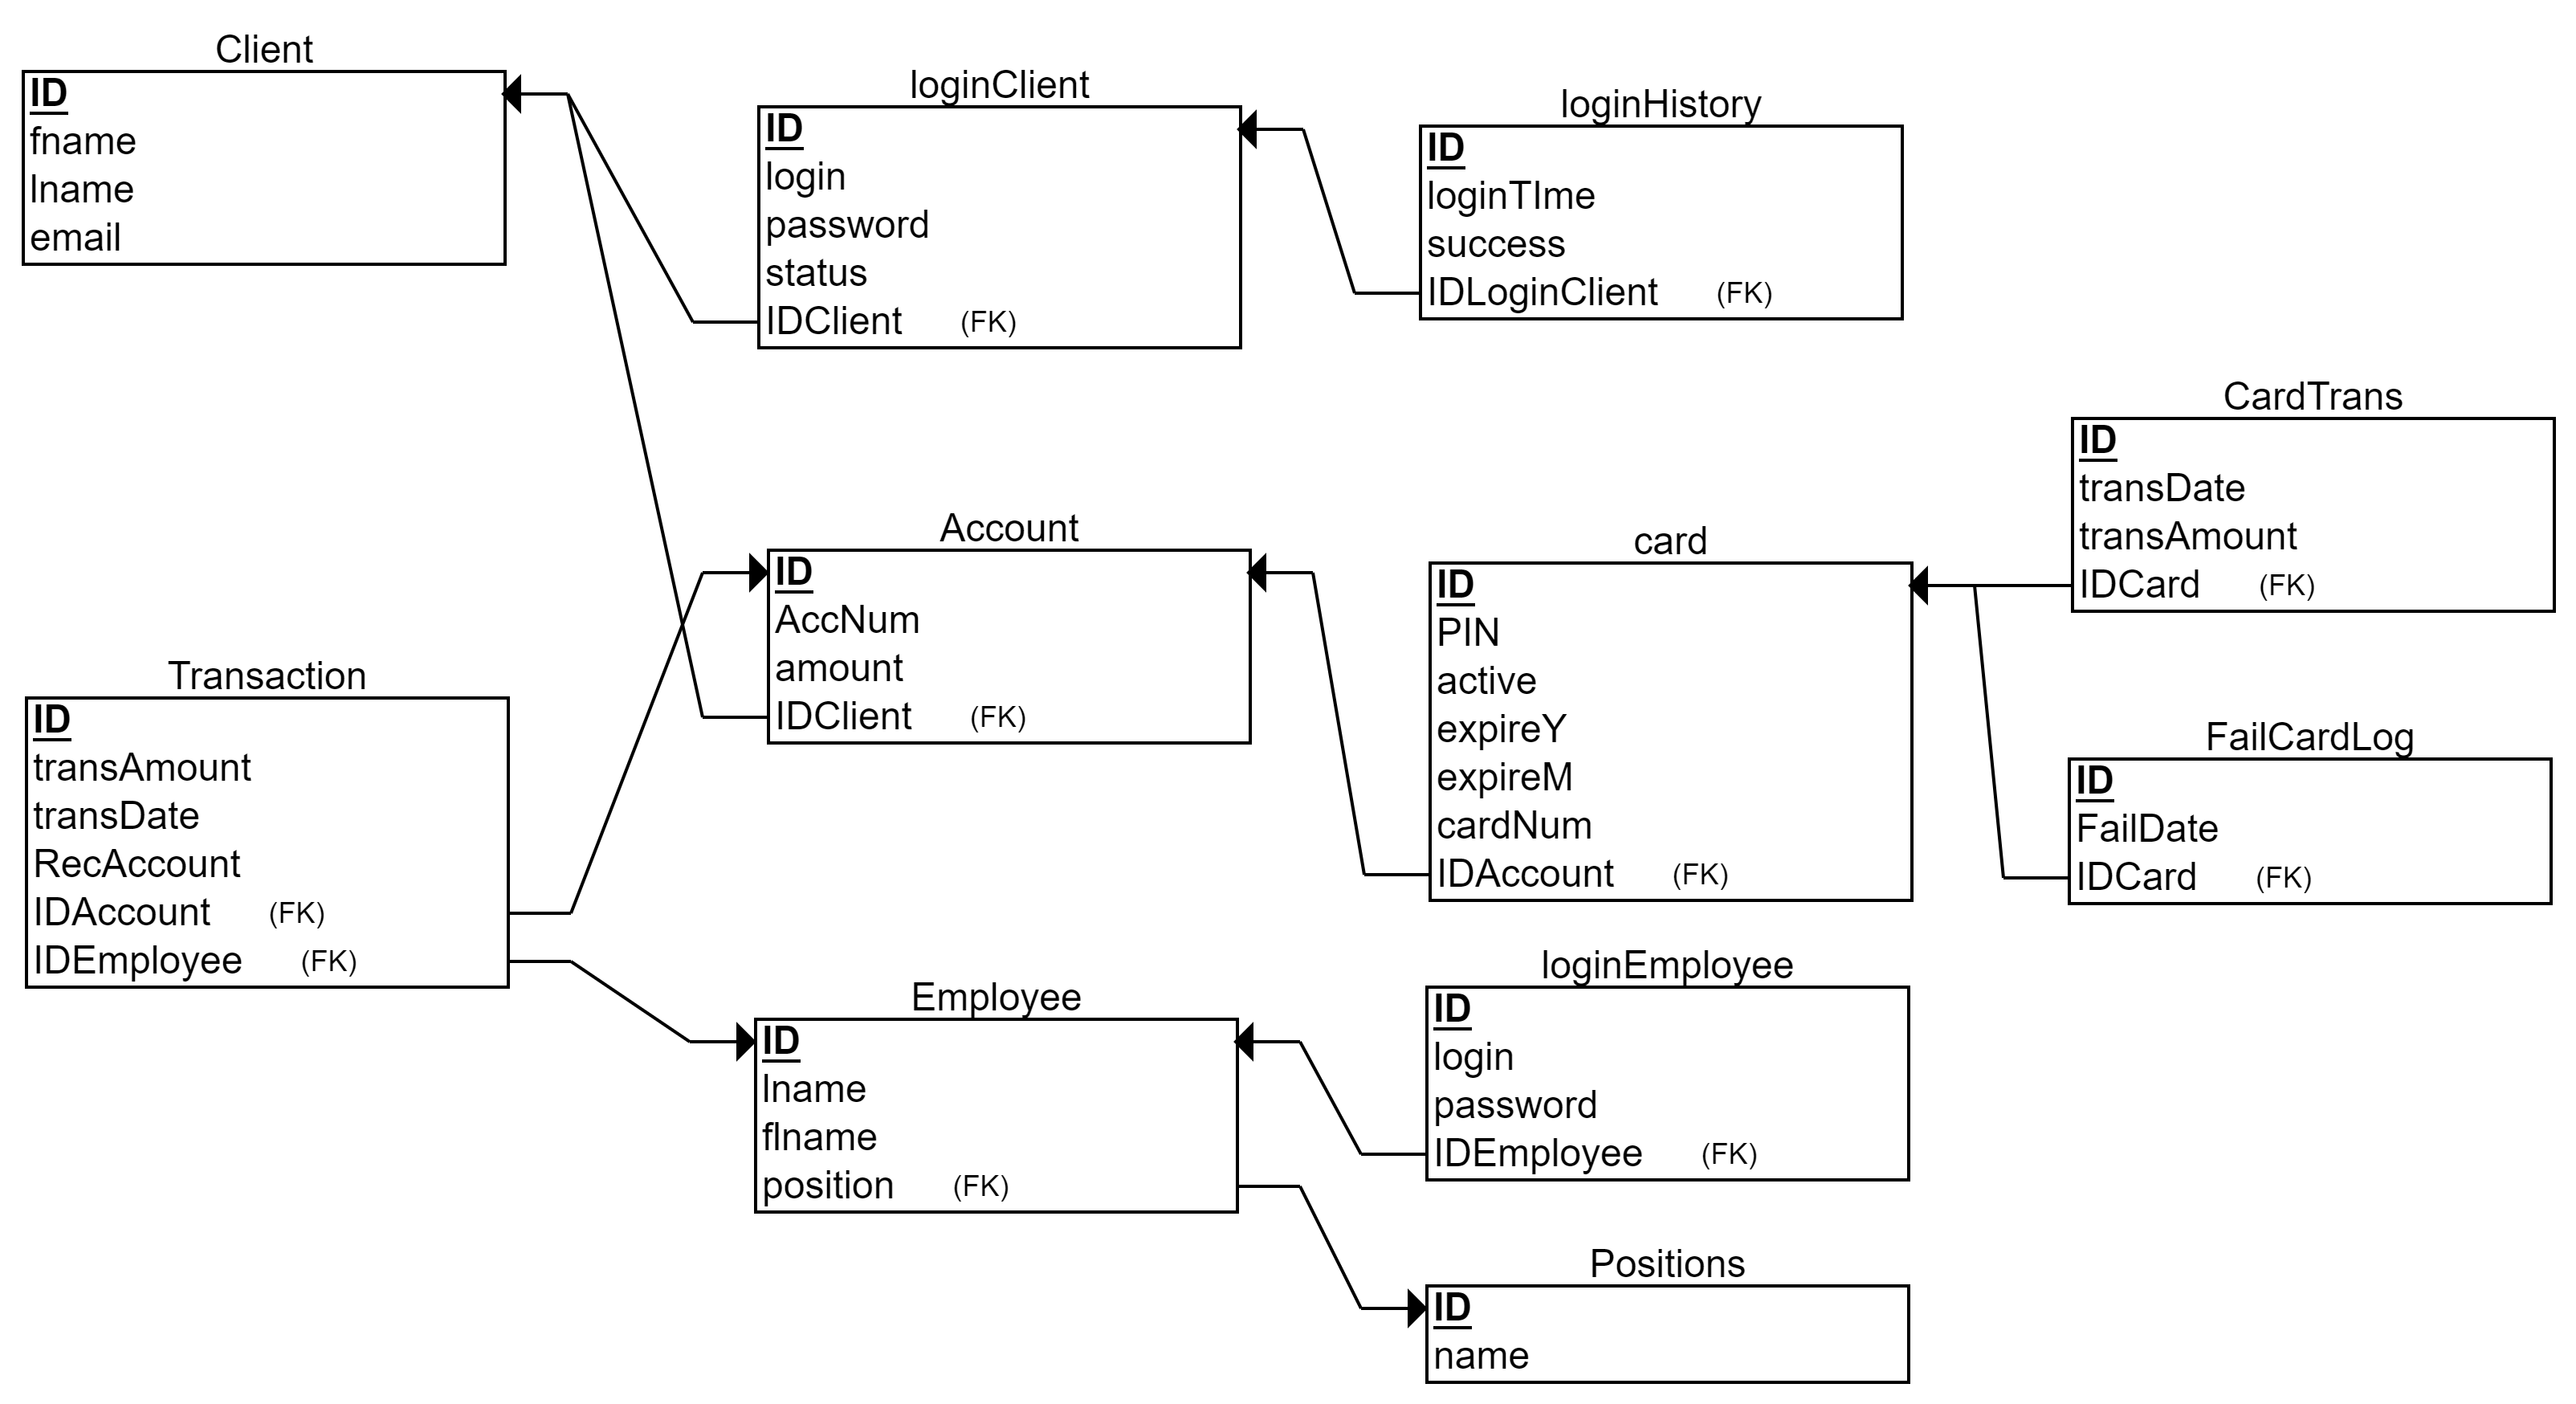 Client
ID
fname
lname
email
loginClient
ID
login
password
status
IDClient (FK)
loginHistory
ID
loginTIme
success
IDLoginClient (FK)
CardTrans
ID
transDate
transAmount
IDCard (FK)
Account
ID
AccNum
amount
IDClient (FK)
card
ID
PIN
active
expireY
expireM
cardNum
IDAccount (FK)
Transaction
ID
transAmount
transDate
RecAccount
IDAccount (FK)
IDEmployee (FK)
FailCardLog
ID
FailDate
IDCard (FK)
Employee
ID
lname
flname
position (FK)
loginEmployee
ID
login
password
IDEmployee (FK)
Positions
ID
name